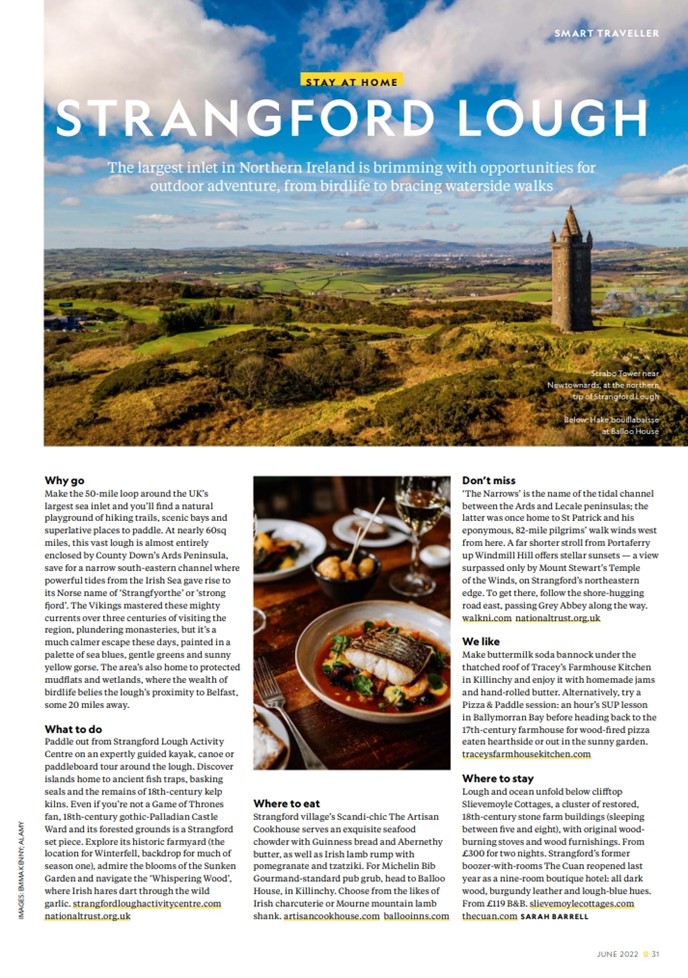 SMART TRAVELLER
STAY AT HOME
STRANGFORD LOUGH
The largest inlet in Northern Ireland is brimming with opportunities for
outdoor adventure, from birdlife to bracing waterside walks
Scrabo Tower near
Newtownards, at the northern
tip of Strangford Lough
Below: Hake bouillabaisse
at Balloo House
Why go
Make the 50-mile loop around the UK's
largest sea inlet and you'll find a natural
playground of hiking trails, scenic bays and
superlative places to paddle. At nearly 60sq
miles, this vast lough is almost entirely
enclosed by County Down's Ards Peninsula,
save for a narrow south-eastern channel where
powerful tides from the Irish Sea gave rise to
its Norse name of 'Strangfyorthe' or 'strong
fjord'. The Vikings mastered these mighty
currents over three centuries of visiting the
region, plundering monasteries, but it's a
much calmer escape these days, painted in a
palette of sea blues, gentle greens and sunny
yellow gorse. The area's also home to protected
mudflats and wetlands, where the wealth of
birdlife belies the lough's proximity to Belfast,
some 20 miles away.
What to do
Paddle out from Strangford Lough Activity
Centre on an expertly guided kayak, canoe or
paddleboard tour around the lough. Discover
islands home to ancient fish traps, basking
seals and the remains of 18th-century kelp
kilns. Even if you're not a Game of Thrones
fan, 18th-century gothic-Palladian Castle
Ward and its forested grounds is a Strangford
set piece. Explore its historic farmyard (the
location for Winterfell, backdrop for much of
season one), admire the blooms of the Sunken
Garden and navigate the 'Whispering Wood',
where Irish hares dart through the wild
garlic. strangfordloughactivitycentre.com
nationaltrust.org.uk
Where to eat
Strangford village's Scandi-chic The Artisan
Cookhouse serves an exquisite seafood
chowder with Guinness bread and Abernethy
butter, as well as Irish lamb rump with
pomegranate and tzatziki. For Michelin Bib
Gourmand-standard pub grub, head to Balloo
House, in Killinchy. Choose from the likes of
Irish charcuterie or Mourne mountain lamb
shank. artisancookhouse.com balloinns.com
Don't miss
'The Narrows' is the name of the tidal channel
between the Ards and Lecale peninsulas; the
latter was once home to St Patrick and his
eponymous, 82-mile pilgrims' walk winds west
from here. A far shorter stroll from Portaferry
up Windmill Hill offers stellar sunsets — a view
surpassed only by Mount Stewart's Temple
of the Winds, on Strangford's northeastern
edge. To get there, follow the shore-hugging
road east, passing Grey Abbey along the way.
walkni.com nationaltrust.org.uk
We like
Make buttermilk soda bannock under the
thatched roof of Tracey's Farmhouse Kitchen
in Killinchy and enjoy it with homemade jams
and hand-rolled butter. Alternatively, try a
Pizza & Paddle session: an hour's SUP lesson
in Ballymorran Bay before heading back to the
17th-century farmhouse for wood-fired pizza
eaten hearthside or out in the sunny garden.
traceysfarmhousekitchen.com
Where to stay
Lough and ocean unfold below clifftop
Slievemoyle Cottages, a cluster of restored,
18th-century stone farm buildings (sleeping
between five and eight), with original wood-
burning stoves and wood furnishings. From
£300 for two nights. Strangford's former
boozer-with-rooms The Cuan reopened last
year as a nine-room boutique hotel: all dark
wood, burgundy leather and lough-blue hues.
From £119 B&B. slievemoylecottages.com
thecuan.com SARAH BARRELL
IMAGES: EMMA KENNY; ALAMY
JUNE 2022 31